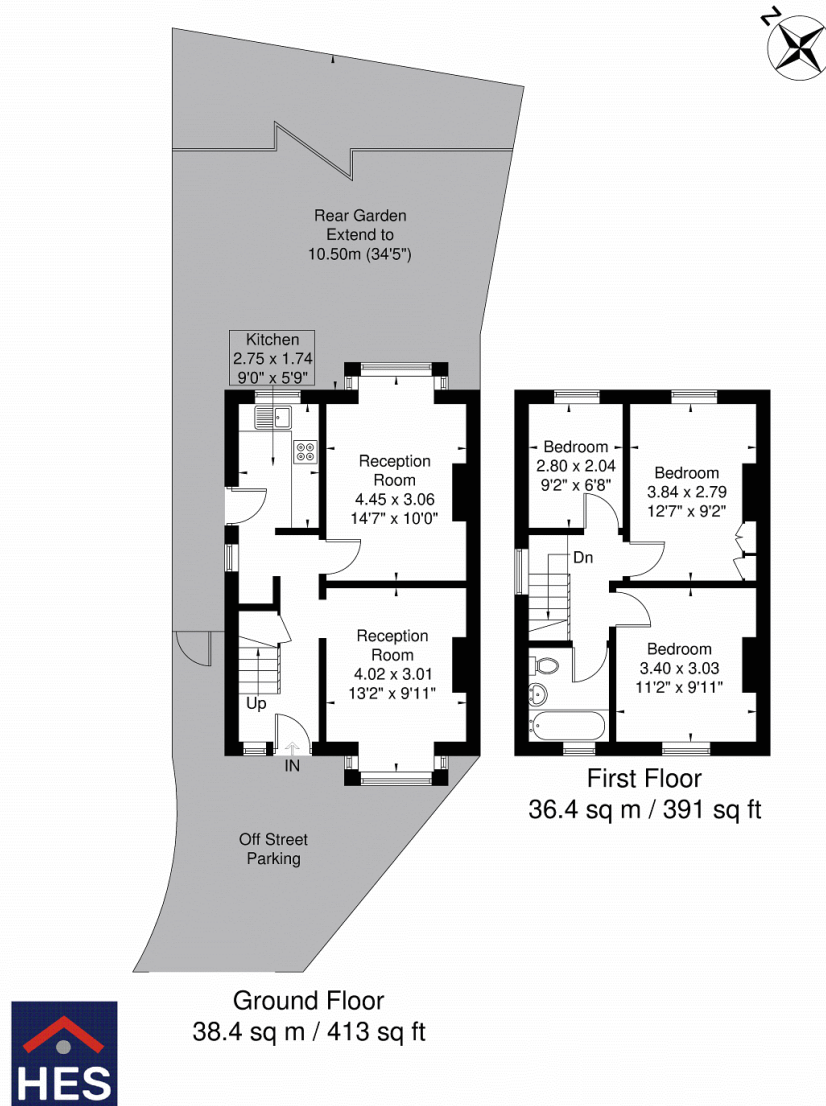 Z
Rear Garden
Extend to
10.50m (34'5")
Kitchen
2.75 x 1.74
9'0" x 5'9"
Reception
Room
4.45 x 3.06
14'7" x 10'0"
Bedroom
2.80 x 2.04
9'2" x 6'8"
Bedroom
3.84 x 2.79
12'7" x 9'2"
Dn
Reception
Room
4.02 x 3.01
13'2" x 9'11"
Bedroom
3.40 x 3.03
11'2" x 9'11"
Up
IN
First Floor
36.4 sq m / 391 sq ft
Off Street
Parking
Ground Floor
38.4 sq m / 413 sq ft
HES